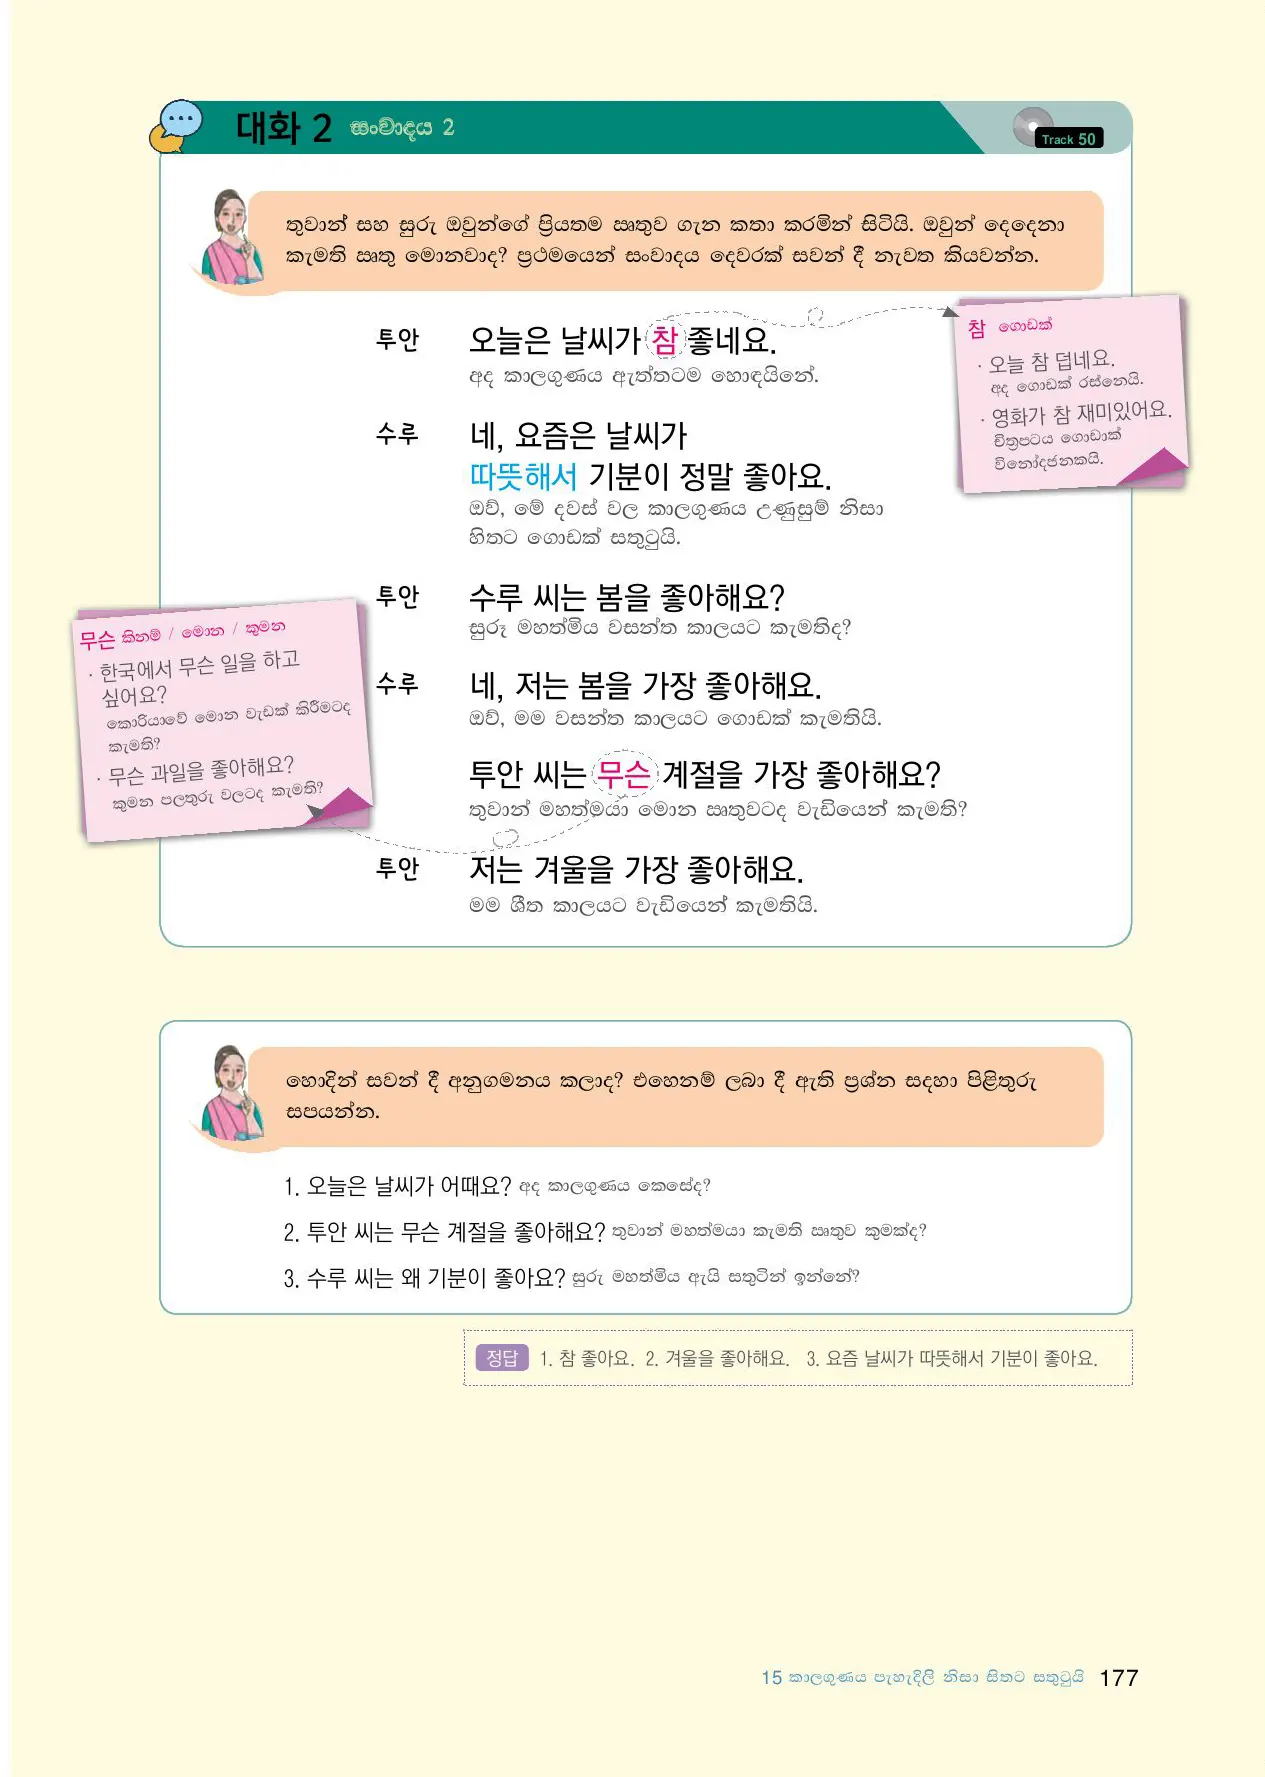 대화 2 සංවාදය 2
Track 50
තුවාන් සහ සුරු ඔවුන්ගේ ප්‍රියතම ඍතුව ගැන කතා කරමින් සිටියි. ඔවුන් දෙදෙනා
කැමති ඍතු මොනවාද? ප්‍රථමයෙන් සංවාදය දෙවරක් සවන් දී නැවත කියවන්න.
투안 오늘은 날씨가 참 좋네요.
අද කාලගුණය ඇත්තටම හොඳයිනේ.
참 ගොඩක්
· 오늘 참 덥네요.
අද ගොඩක් රස්නෙයි.
· 영화가 참 재미있어요.
චිත්‍රපටය ගොඩාක්
විනෝදජනකයි.
수루 네, 요즘은 날씨가
따뜻해서 기분이 정말 좋아요.
ඔව්, මේ දවස් වල කාලගුණය උණුසුම් නිසා
හිතට ගොඩක් සතුටුයි.
투안 수루 씨는 봄을 좋아해요?
සුරූ මහත්මිය වසන්ත කාලයට කැමතිද?
수루 네, 저는 봄을 가장 좋아해요.
ඔව්, මම වසන්ත කාලයට ගොඩක් කැමතියි.
투안 씨는 무슨 계절을 가장 좋아해요?
තුවාන් මහත්මයා මොන ඍතුවටද වැඩියෙන් කැමති?
무슨 කිනම් / මොන / කුමන
· 한국에서 무슨 일을 하고
싶어요?
කොරියාවේ මොන වැඩක් කිරීමටද
කැමති?
· 무슨 과일을 좋아해요?
කුමන පලතුරු වලටද කැමති?
투안 저는 겨울을 가장 좋아해요.
මම ශීත කාලයට වැඩියෙන් කැමතියි.
හොදින් සවන් දී අනුගමනය කලාද? එහෙනම් ලබා දී ඇති ප්‍රශ්න සදහා පිළිතුරු
සපයන්න.
1. 오늘은 날씨가 어때요? අද කාලගුණය කෙසේද?
2. 투안 씨는 무슨 계절을 좋아해요? තුවාන් මහත්මයා කැමති ඍතුව කුමක්ද?
3. 수루 씨는 왜 기분이 좋아요? සුරු මහත්මිය ඇයි සතුටින් ඉන්නේ?
정답 1. 참 좋아요. 2. 겨울을 좋아해요. 3. 요즘 날씨가 따뜻해서 기분이 좋아요.
15 කාලගුණය පැහැදිලි නිසා සිතට සතුටුයි 177